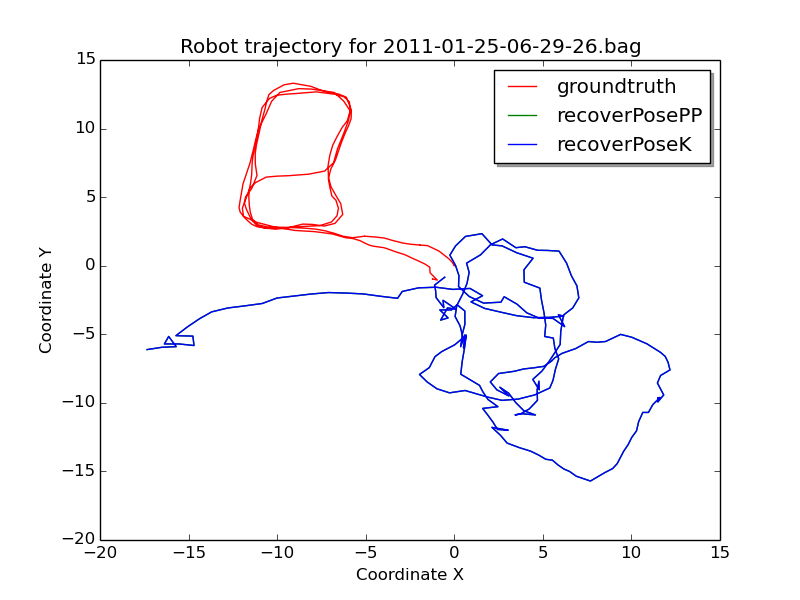 Robot trajectory for 2011-01-25-06-29-26.bag
groundtruth
recoverPosePP
recoverPoseK
Coordinate Y
15
10
5
0
−5
−10
−15
−20
−20
−15
−10
−5
0
5
10
15
Coordinate X